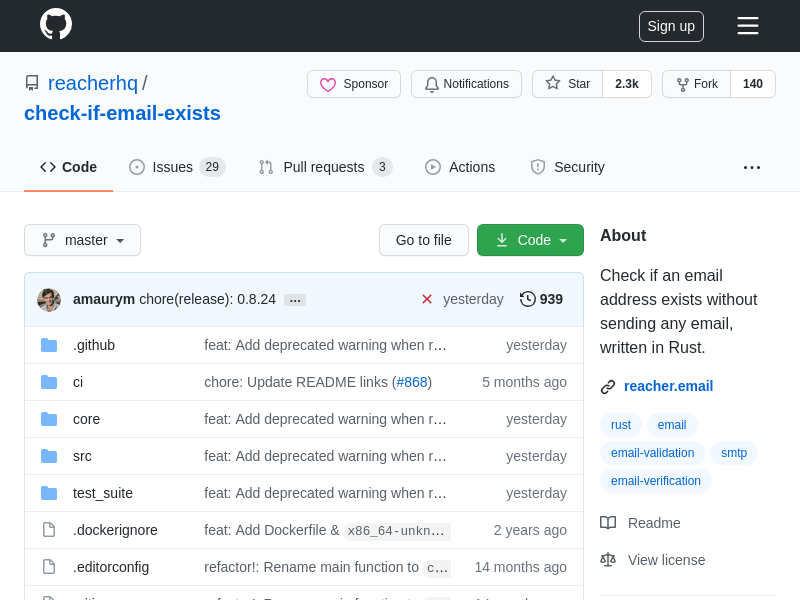 Sign up
reacherhq /
check-if-email-exists
Sponsor
Notifications
Star 2.3k
Fork 140
Code
Issues 29
Pull requests 3
Actions
Security
master
Go to file
Code
amaurym chore(release): 0.8.24 ...
yesterday
939
.github feat: Add deprecated warning when r… yesterday
ci chore: Update README links (#868) 5 months ago
core feat: Add deprecated warning when r… yesterday
src feat: Add deprecated warning when r… yesterday
test_suite feat: Add deprecated warning when r… yesterday
.dockerignore feat: Add Dockerfile & x86_64-unkn… 2 years ago
.editorconfig refactor!: Rename main function to c… 14 months ago
About
Check if an email
address exists without
sending any email,
written in Rust.
reacher.email
rust email
email-validation smtp
email-verification
Readme
View license